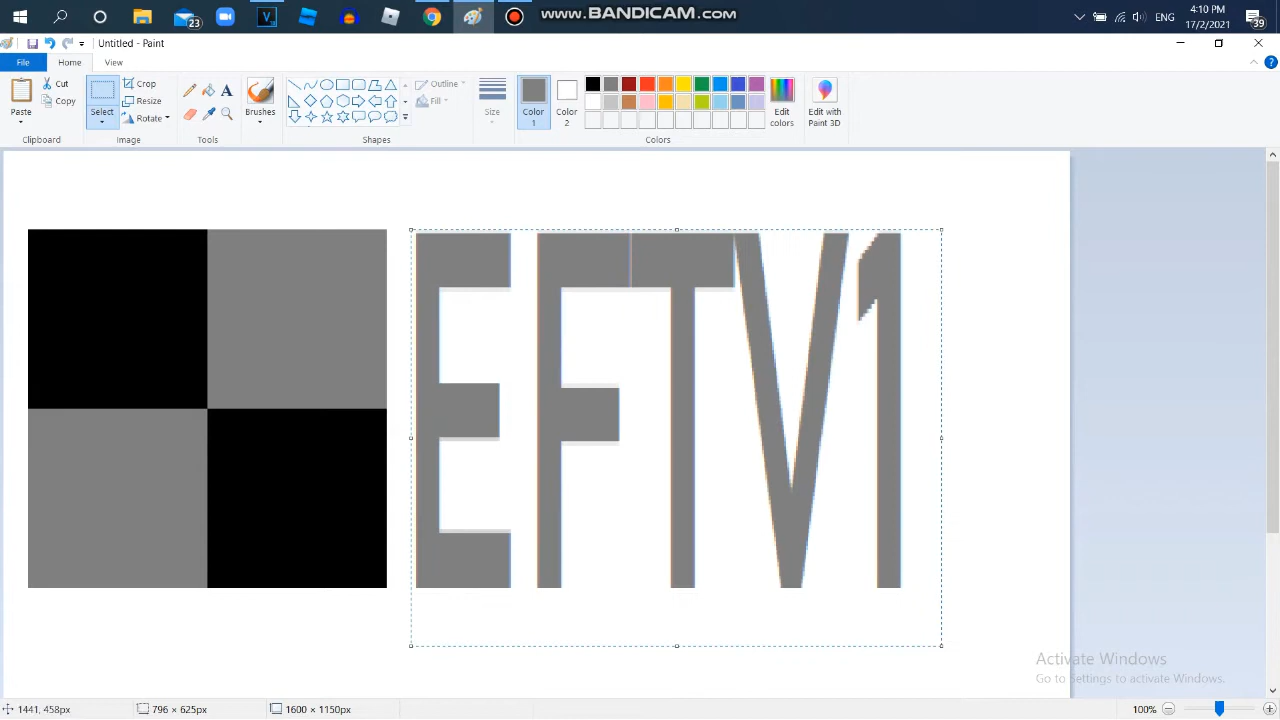 www.BANDICAM.com
23
ENG
4:10 PM
17/2/2021
39
Untitled - Paint
File
Home
View
Paste
Cut
Copy
Clipboard
Select
Crop
Resize
Rotate
Image
A
Tools
Brushes
Outline
Fill
Shapes
Size
Color
1
Color
2
Edit
colors
Colors
Edit with
Paint 3D
EFTV1
Activate Windows
Go to Settings to activate Windows.
1441, 458px
796 × 625px
1600 × 1150px
100%